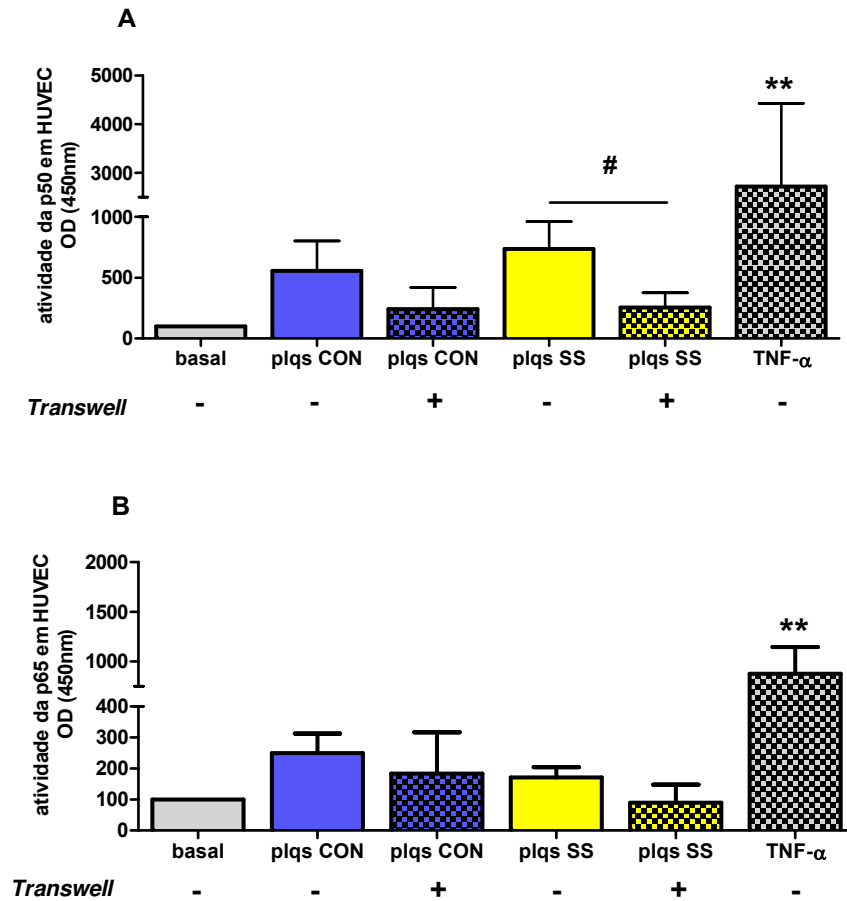 A
atividade da p50 em HUVEC
OD (450nm)
5000
4000
3000
1000
500
0
#
**
basal plqs CON plqs CON plqs SS plqs SS TNF-α
Transwell - - + - + -
B
atividade da p65 em HUVEC
OD (450nm)
2000
1500
1000
400
300
200
100
0
**
basal plqs CON plqs CON plqs SS plqs SS TNF-α
Transwell - - + - + -